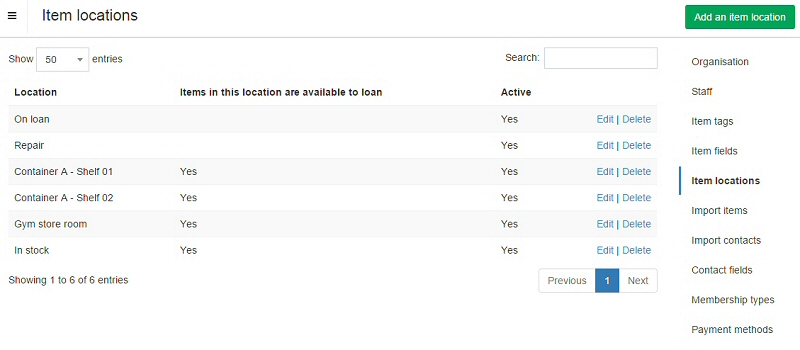 Item locations
Add an item location
Show 50 entries
Search:
Location Items in this location are available to loan Active
On loan Yes Edit | Delete
Repair Yes Edit | Delete
Container A - Shelf 01 Yes Yes Edit | Delete
Container A - Shelf 02 Yes Yes Edit | Delete
Gym store room Yes Yes Edit | Delete
In stock Yes Yes Edit | Delete
Showing 1 to 6 of 6 entries
Previous 1 Next
Organisation
Staff
Item tags
Item fields
Item locations
Import items
Import contacts
Contact fields
Membership types
Payment methods